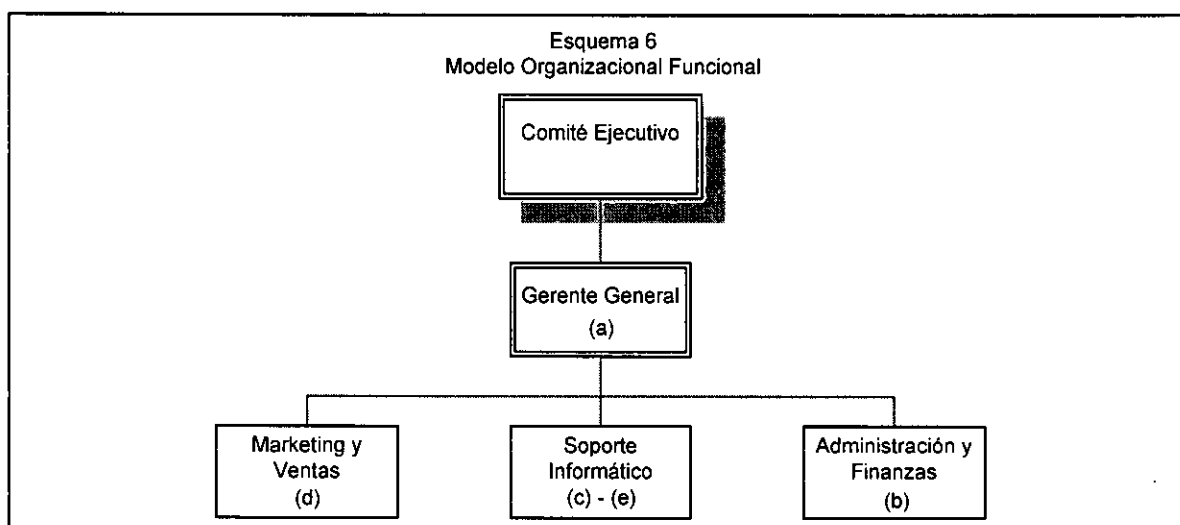 Esquema 6
Modelo Organizacional Funcional
Comité Ejecutivo
Gerente General
(a)
Marketing y
Ventas
(d)
Soporte
Informático
(c) - (e)
Administración y
Finanzas
(b)